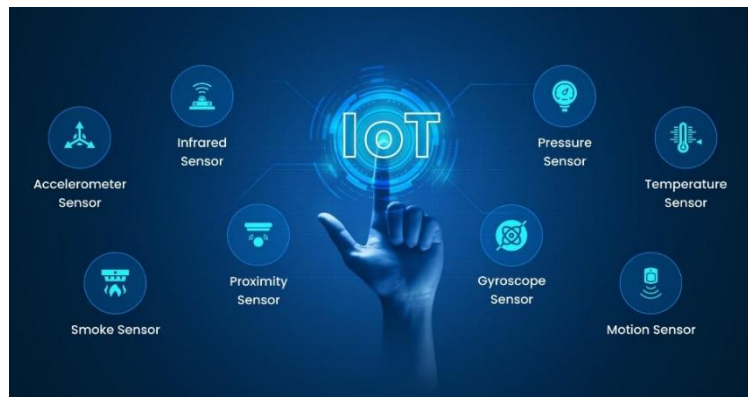 IoT
Infrared
Sensor
Pressure
Sensor
Accelerometer
Sensor
Temperature
Sensor
Proximity
Sensor
Gyroscope
Sensor
Smoke Sensor
Motion Sensor